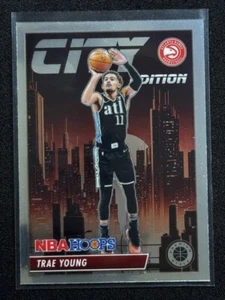 CITY
EDITION
atl
11
NBA HOOPS
TRAE YOUNG